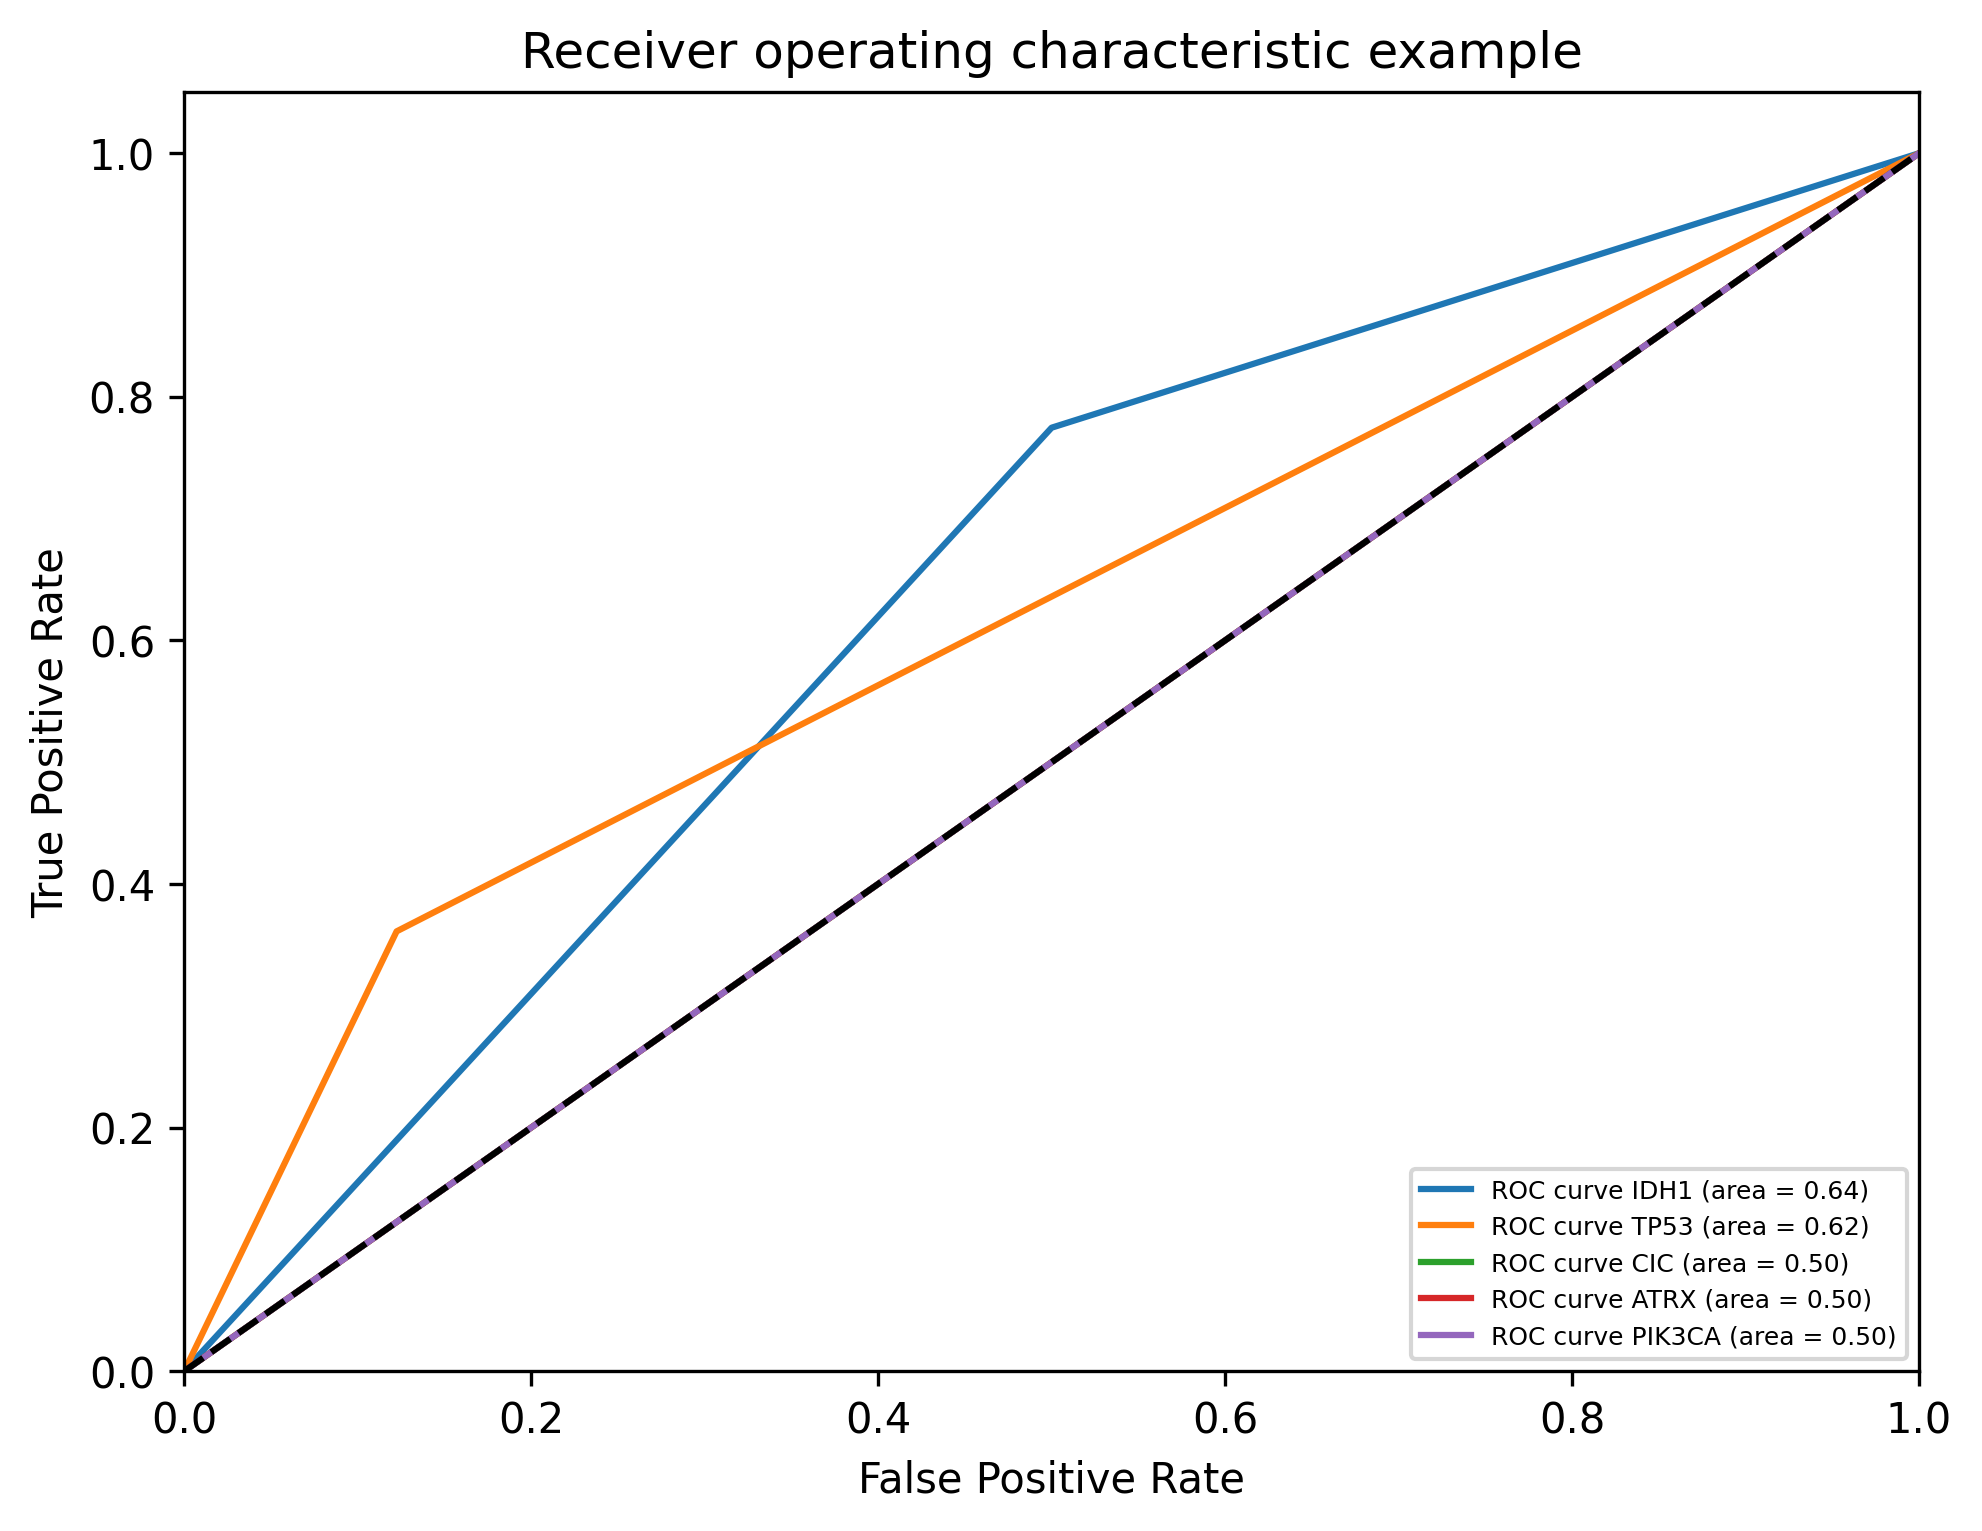 Receiver operating characteristic example
1.0
0.8
0.6
0.4
0.2
0.0
True Positive Rate
ROC curve IDH1 (area = 0.64)
ROC curve TP53 (area = 0.62)
ROC curve CIC (area = 0.50)
ROC curve ATRX (area = 0.50)
ROC curve PIK3CA (area = 0.50)
0.0 0.2 0.4 0.6 0.8 1.0
False Positive Rate